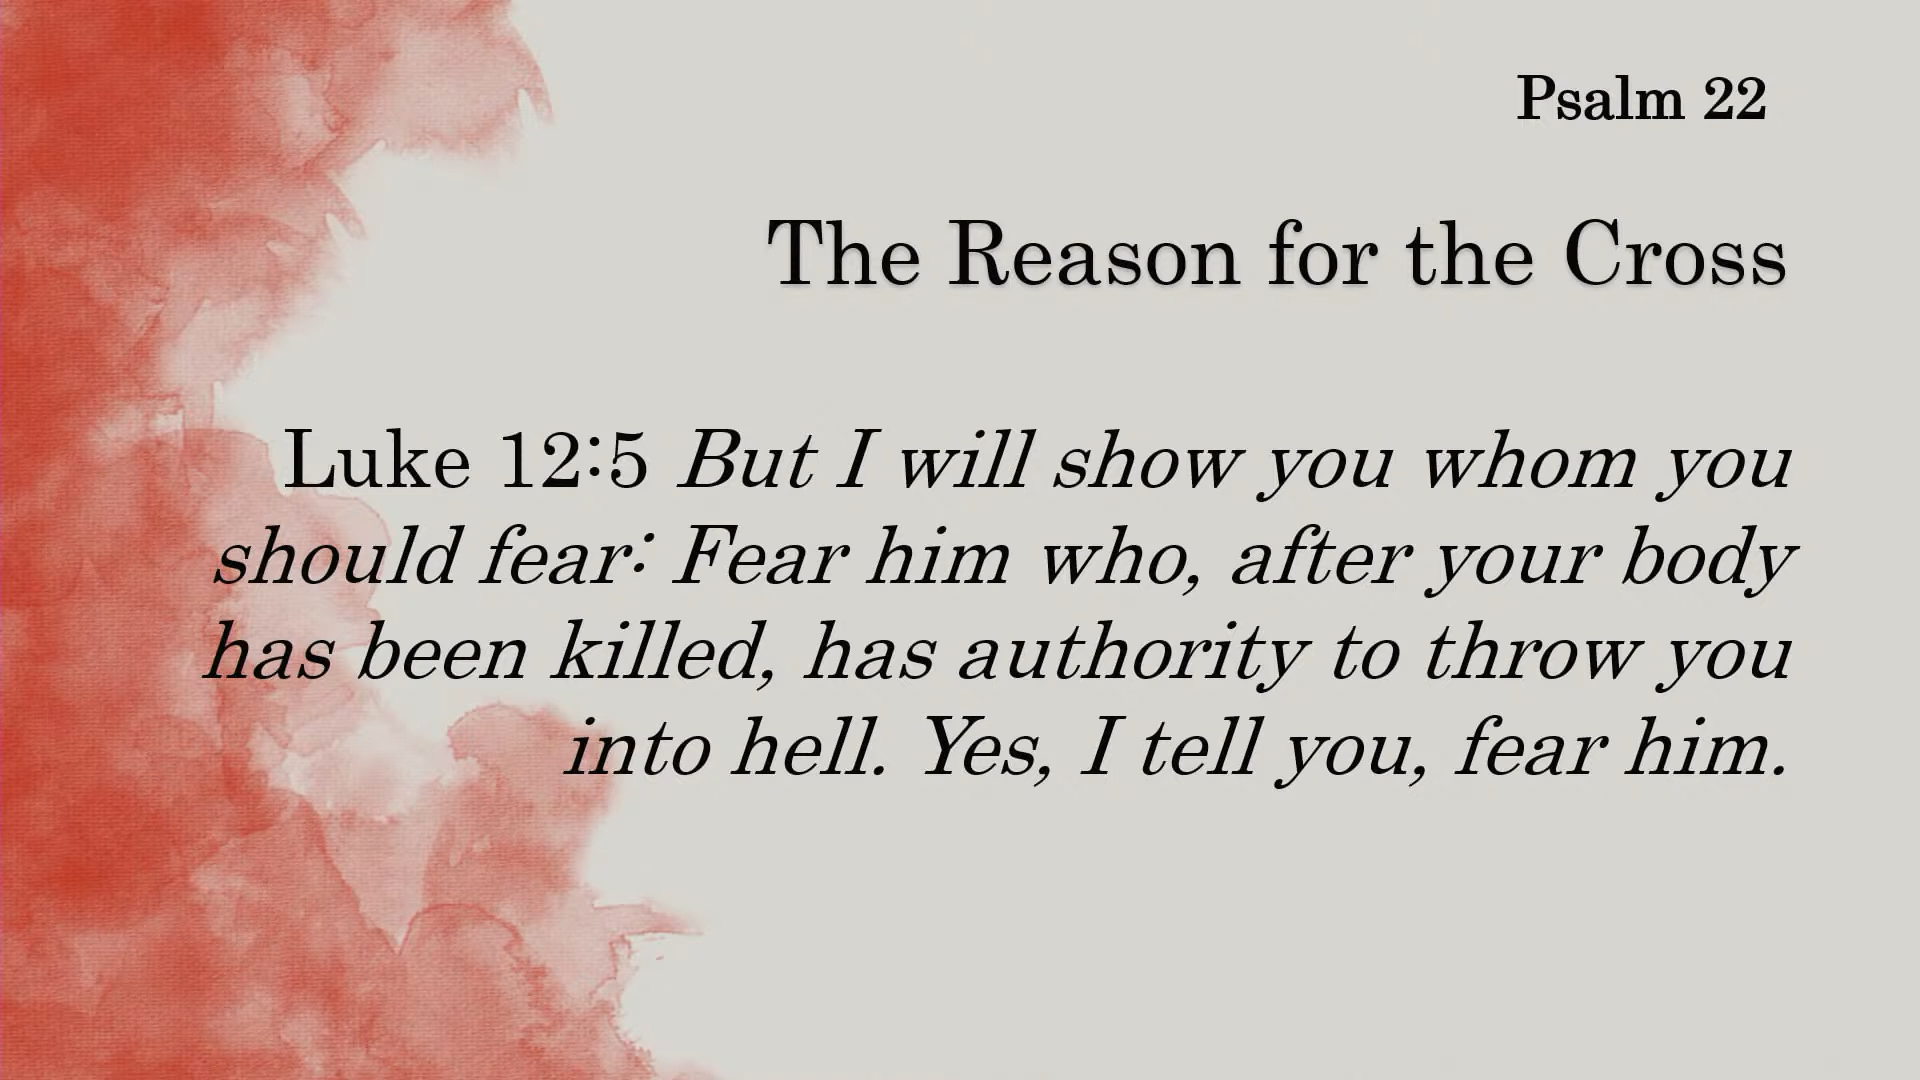 Psalm 22
The Reason for the Cross
Luke 12:5 But I will show you whom you
should fear: Fear him who, after your body
has been killed, has authority to throw you
into hell. Yes, I tell you, fear him.